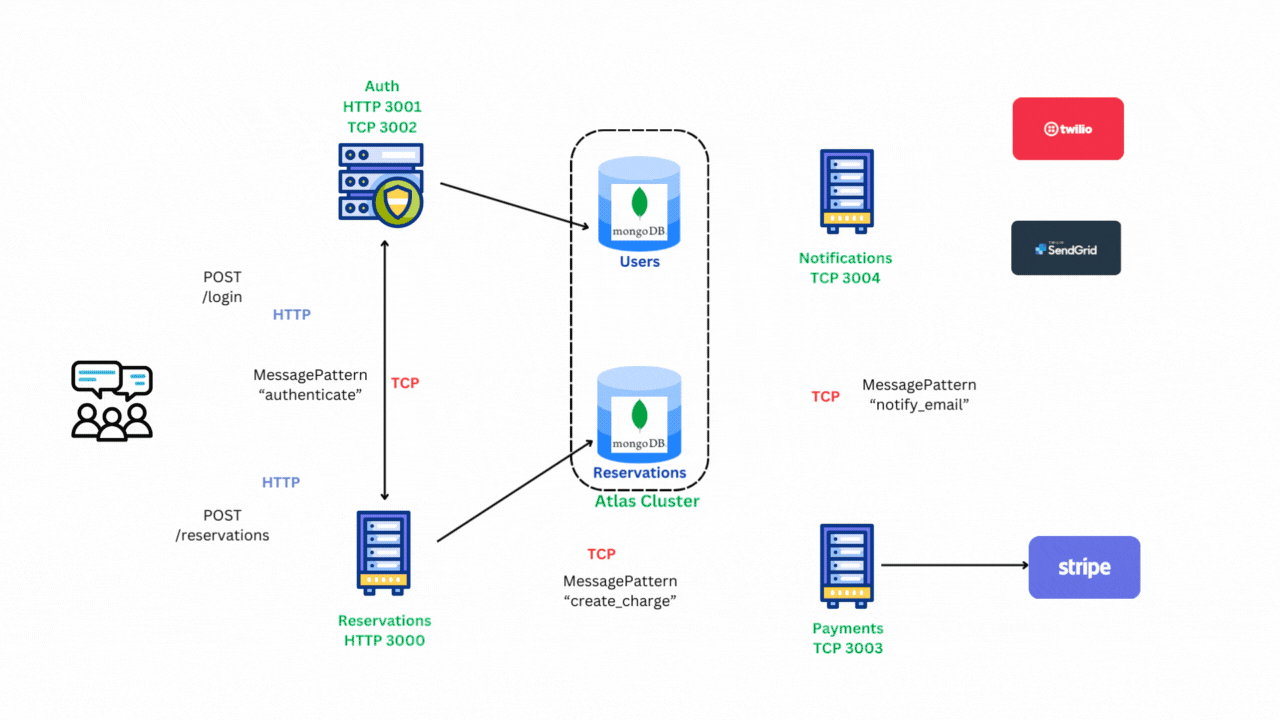 Auth
HTTP 3001
TCP 3002
twilio
mongoDB.
Users
SendGrid
Notifications
TCP 3004
POST
/login
HTTP
MessagePattern
“authenticate”
TCP
TCP
MessagePattern
“notify_email”
mongoDB.
Reservations
Atlas Cluster
HTTP
POST
/reservations
TCP
MessagePattern
“create_charge”
stripe
Reservations
HTTP 3000
Payments
TCP 3003